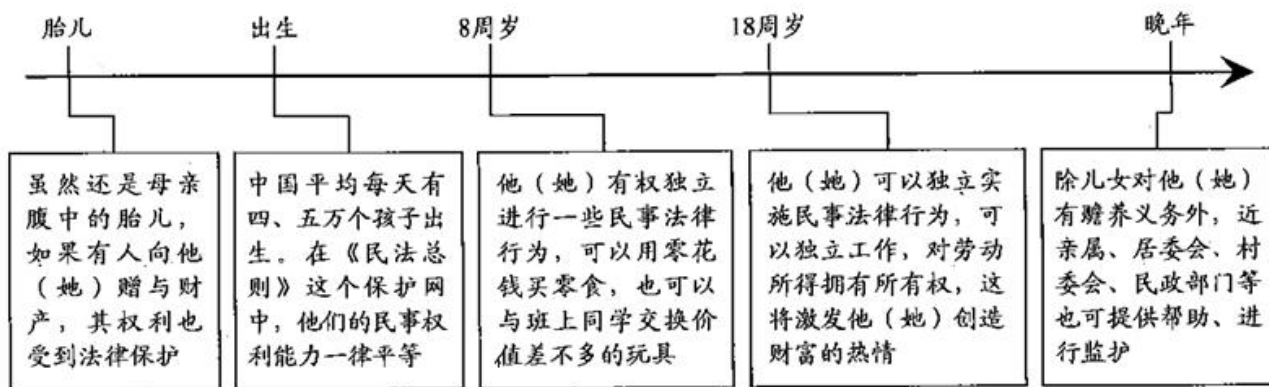 胎儿
出生
8周岁
18周岁
晚年
虽然还是母亲
腹中的胎儿，
如果有人向他
（她）赠与财
产，其权利也
受到法律保护
中国平均每天有
四、五万个孩子出
生。在《民法总
则》这个保护网
中，他们的民事权
利能力一律平等
他（她）有权独立
进行一些民事法律
行为，可以用零花
钱买零食，也可以
与班上同学交换价
值差不多的玩具
他（她）可以独立实
施民事法律行为，可
以独立工作，对劳动
所得拥有所有权，这
将激发他（她）创造
财富的热情
除儿女对他（她）
有赡养义务外，近
亲属、居委会、村
委会、民政部门等
也可提供帮助、进
行监护